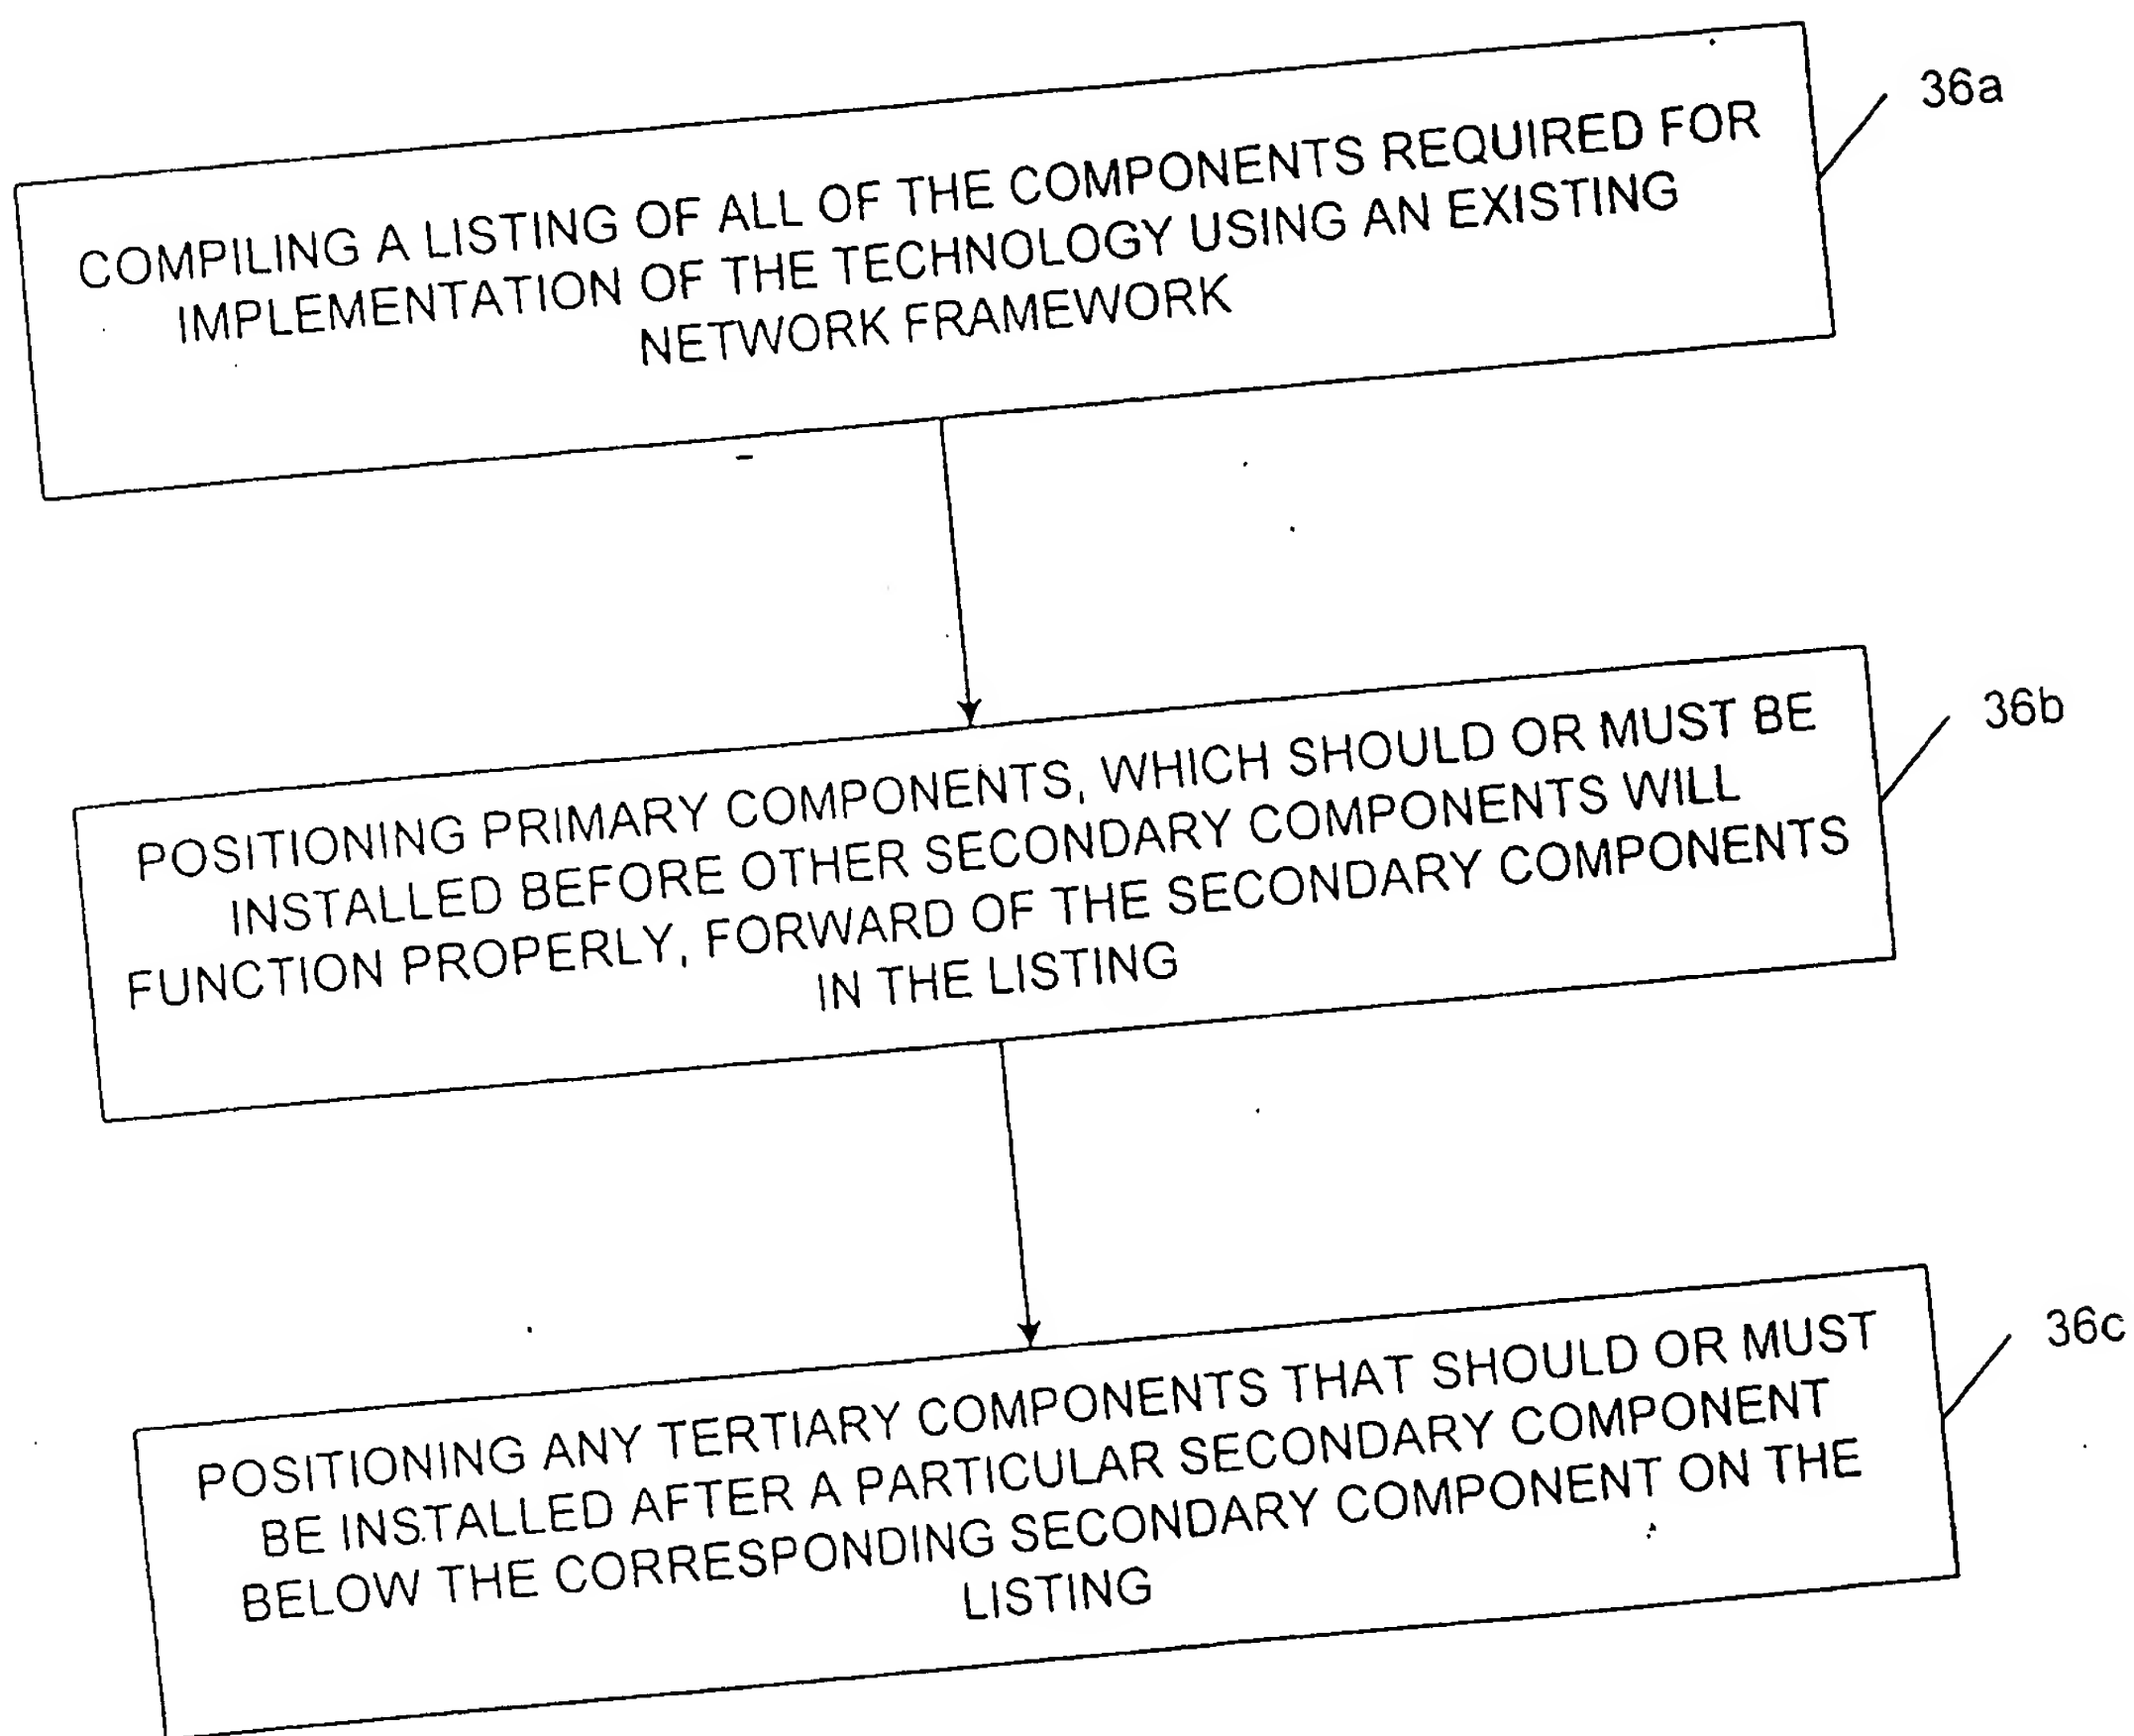 COMPILING A LISTING OF ALL OF THE COMPONENTS REQUIRED FOR
IMPLEMENTATION OF THE TECHNOLOGY USING AN EXISTING
NETWORK FRAMEWORK
36a
POSITIONING PRIMARY COMPONENTS, WHICH SHOULD OR MUST BE
INSTALLED BEFORE OTHER SECONDARY COMPONENTS WILL
FUNCTION PROPERLY, FORWARD OF THE SECONDARY COMPONENTS
IN THE LISTING
36b
POSITIONING ANY TERTIARY COMPONENTS THAT SHOULD OR MUST
BE INSTALLED AFTER A PARTICULAR SECONDARY COMPONENT
BELOW THE CORRESPONDING SECONDARY COMPONENT ON THE
LISTING
36c